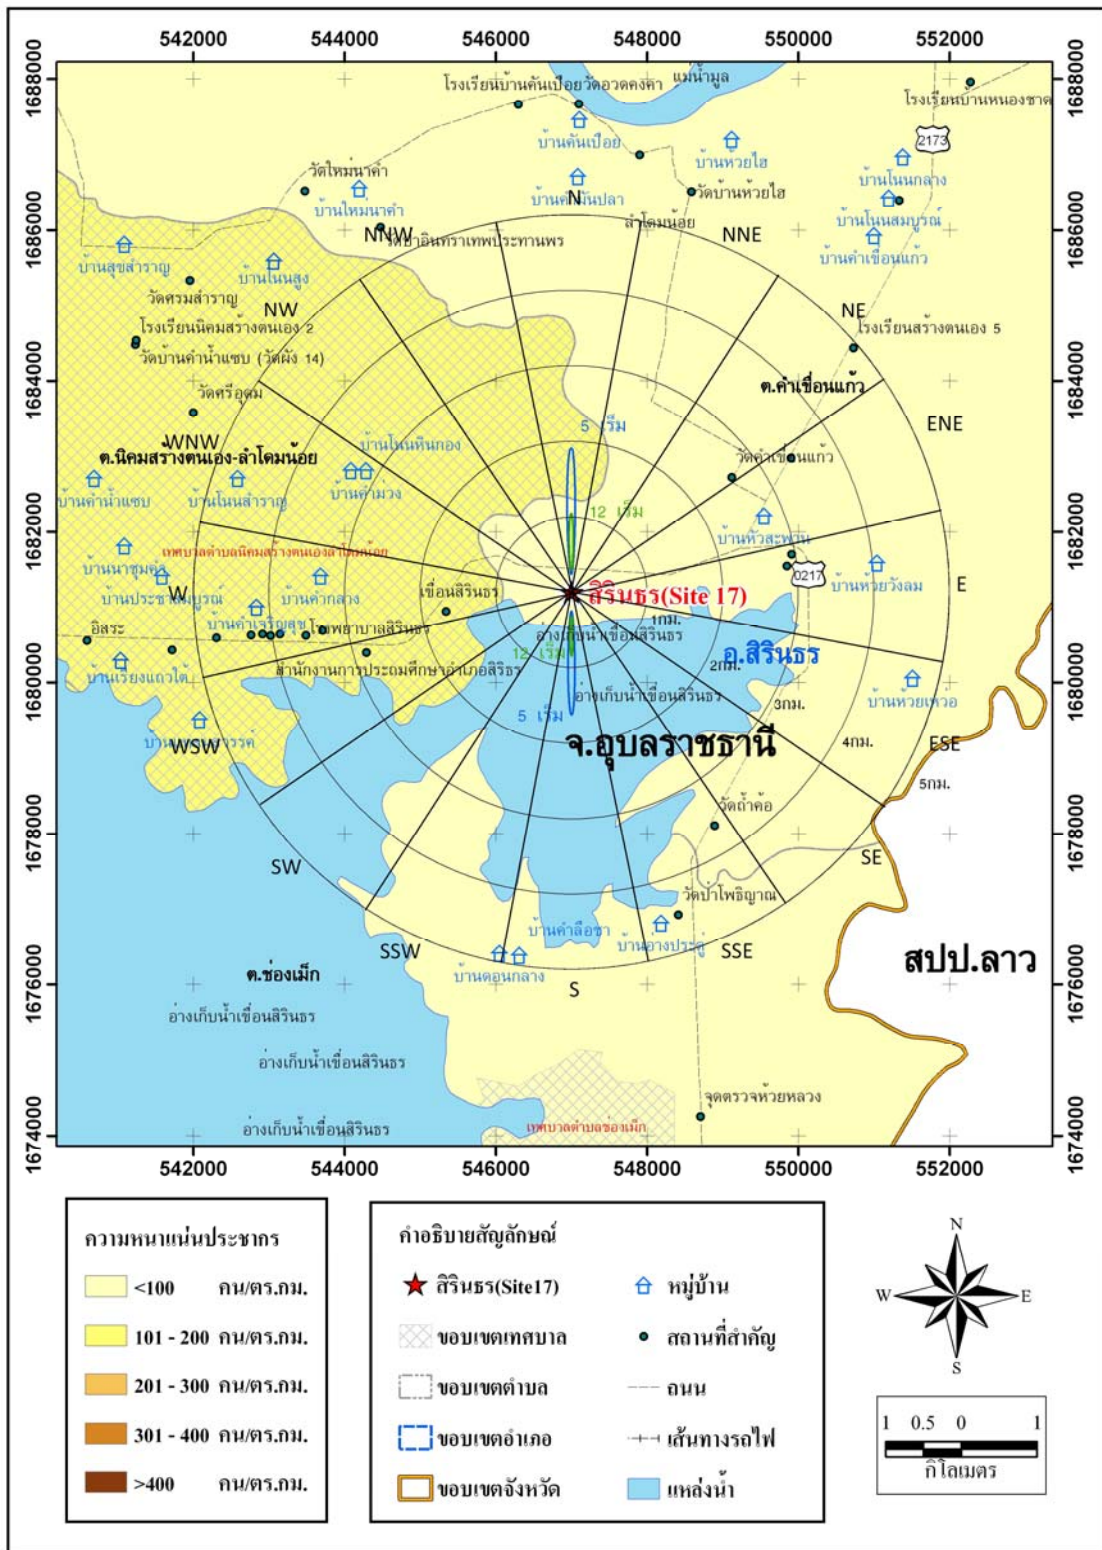 542000 544000 546000 548000 550000 552000
1688000 1688000
1686000 1686000
1684000 1684000
1682000 1682000
1680000 1680000
1678000 1678000
1676000 1676000
1674000 1674000
โรงเรียนบ้านคันเปือยวัดอวดคงคา
แม่น้ำมูล
โรงเรียนบ้านหนองชาด
2173
บ้านคันเปือย
บ้านห้วยไฮ
บ้านโนนกลาง
วัดใหม่นาคำ
บ้านใหม่นาคำ
N
วัดบ้านห้วยไฮ
บ้านโนนสมบูรณ์
ลำโดมน้อย
NNW
วัดป่าอินทราเทพประทานพร
NNE
บ้านคำเขื่อนแก้ว
บ้านสุขสำราญ
บ้านโนนสูง
วัดศรมสำราญ
NW
NE
โรงเรียนนิคมสร้างตนเอง 2
โรงเรียนสร้างตนเอง 5
วัดบ้านคำน้ำแซบ (วัดผัง 14)
วัดศรีอุดม
ต.คำเขื่อนแก้ว
ENE
5 เร็ม
WNW
บ้านโนนหินกอง
ต.นิคมสร้างตนเอง-ลำโดมน้อย
วัดคำเขื่อนแก้ว
บ้านคำน้ำแซบ
บ้านโนนสำราญ
บ้านคำม่วง
12 เร็ม
บ้านหัวสะพาน
เทศบาลตำบลนิคมสร้างตนเองลำโดมน้อย
บ้านนาชุมคำ
0217
บ้านห้วยวังลม
E
W
บ้านประชาสมบูรณ์
บ้านคำกลาง
เขื่อนสิรินธร
สิรินธร(Site 17)
บ้านคำเจริญสุข
1กม.
อิสระ
โรงพยาบาลสิรินธร
อ่างเก็บน้ำเขื่อนสิรินธร
12 เร็ม
อ.สิรินธร
2กม.
บ้านเรียงแถวใต้
สำนักงานการประถมศึกษาอำเภอสิริธร
อ่างเก็บน้ำเขื่อนสิรินธร
3กม.
บ้านห้วยเหว่อ
5 เร็ม
WSW
จ.อุบลราชธานี
4กม.
ESE
5กม.
วัดถ้ำค้อ
SW
SE
วัดป่าโพธิญาณ
บ้านคำลือชา
บ้านอ่างประดู่
SSW
SSE
สปป.ลาว
ต.ช่องเม็ก
บ้านดอนกลาง
S
อ่างเก็บน้ำเขื่อนสิรินธร
อ่างเก็บน้ำเขื่อนสิรินธร
จุดตรวจห้วยหลวง
อ่างเก็บน้ำเขื่อนสิรินธร
เทศบาลตำบลช่องเม็ก
542000 544000 546000 548000 550000 552000
ความหนาแน่นประชากร
<100 คน/ตร.กม.
101 - 200 คน/ตร.กม.
201 - 300 คน/ตร.กม.
301 - 400 คน/ตร.กม.
>400 คน/ตร.กม.
คำอธิบายสัญลักษณ์
สิรินธร(Site17)
หมู่บ้าน
ขอบเขตเทศบาล
สถานที่สำคัญ
ขอบเขตตำบล
ถนน
ขอบเขตอำเภอ
เส้นทางรถไฟ
ขอบเขตจังหวัด
แหล่งน้ำ
N
W E
S
1 0.5 0 1
กิโลเมตร